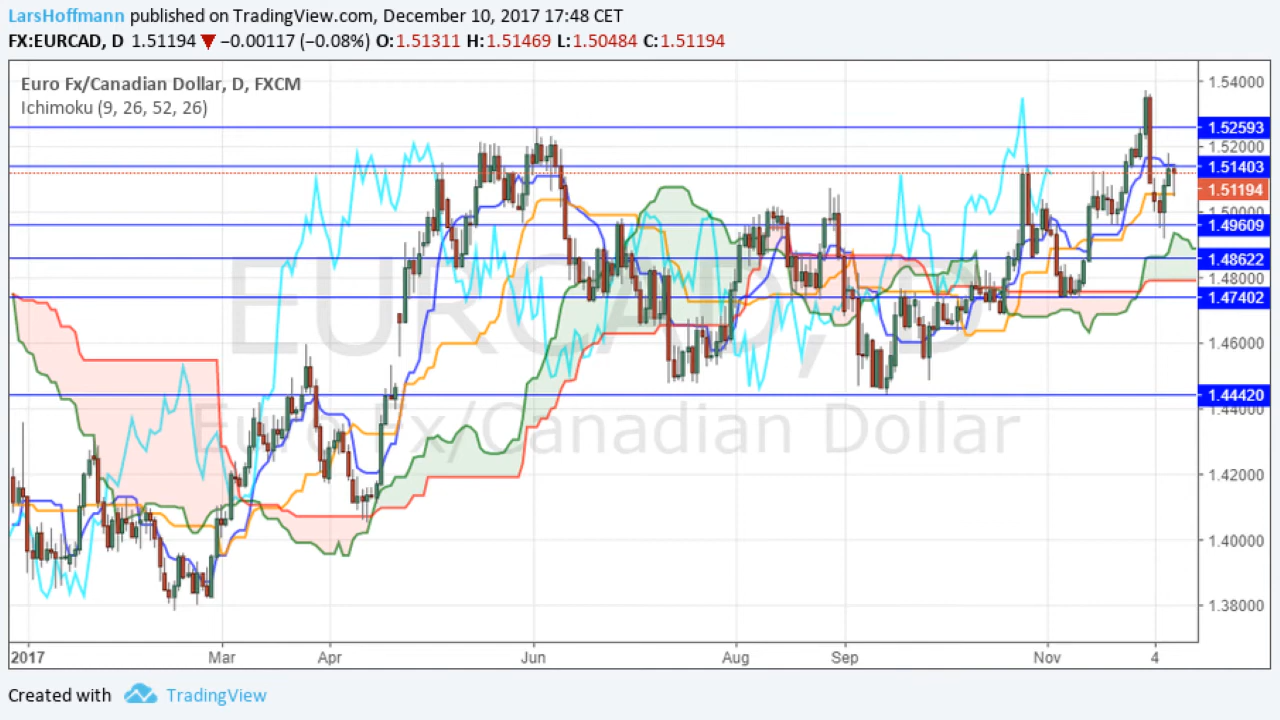 LarsHoffmann published on TradingView.com, December 10, 2017 17:48 CET
FX:EURCAD, D 1.51194 ▼ −0.00117 (−0.08%) O:1.51311 H:1.51469 L:1.50484 C:1.51194
Euro Fx/Canadian Dollar, D, FXCM
Ichimoku (9, 26, 52, 26)
1.54000
1.52593
1.52000
1.51403
1.51194
1.50000
1.49609
1.48622
1.48000
1.47402
1.46000
1.44420
1.44000
1.42000
1.40000
1.38000
EURCAD, D
Euro Fx/Canadian Dollar
2017 Mar Apr Jun Aug Sep Nov 4
Created with TradingView